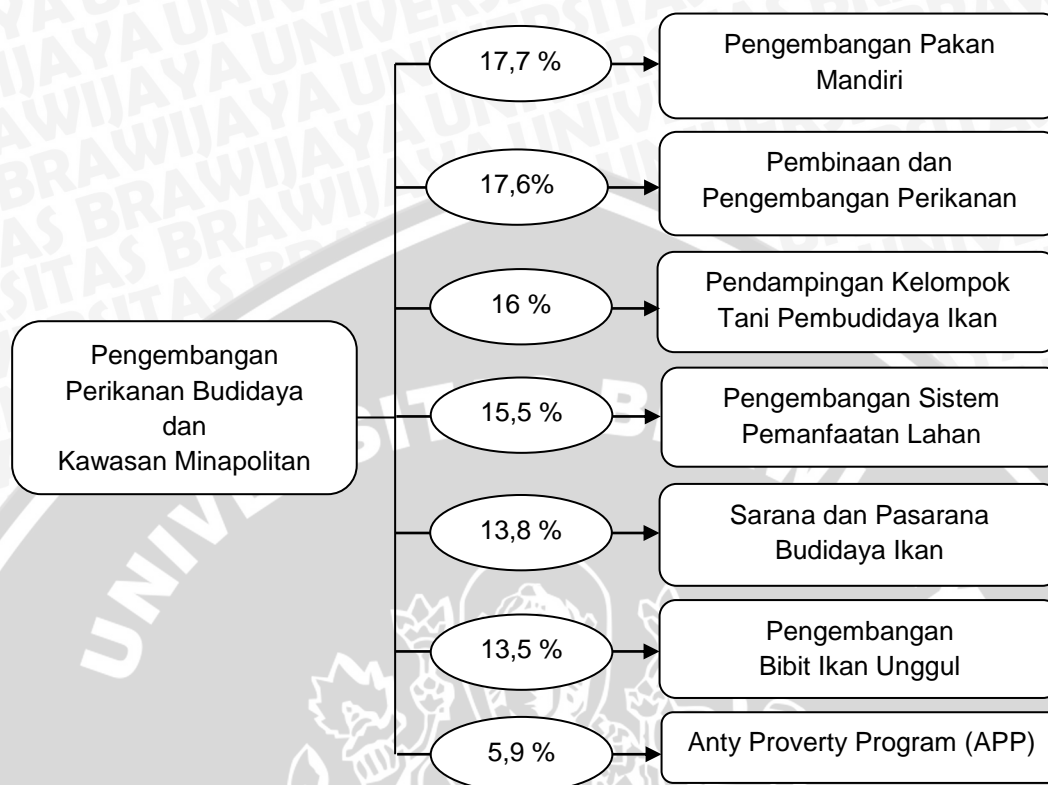 17,7 %
Pengembangan Pakan
Mandiri
17,6%
Pembinaan dan
Pengembangan Perikanan
16 %
Pendampingan Kelompok
Tani Pembudidaya Ikan
Pengembangan
Perikanan Budidaya
dan
Kawasan Minapolitan
15,5 %
Pengembangan Sistem
Pemanfaatan Lahan
13,8 %
Sarana dan Pasarana
Budidaya Ikan
13,5 %
Pengembangan
Bibit Ikan Unggul
5,9 %
Anty Proverty Program (APP)